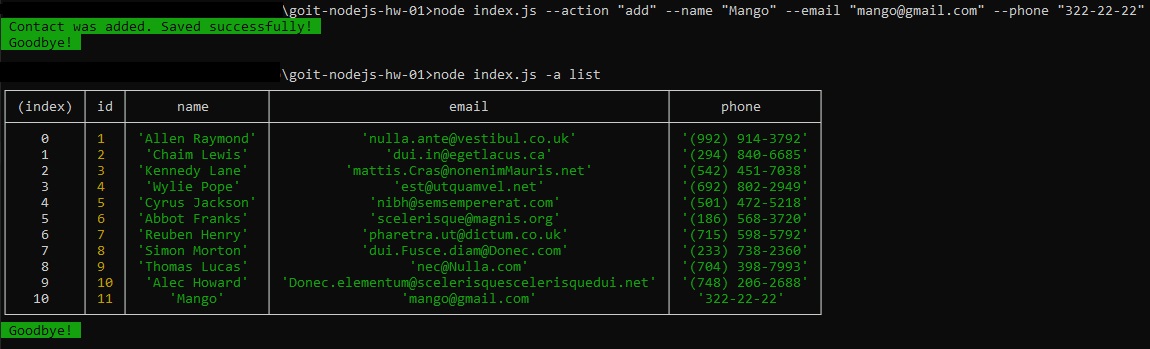 \goit-nodejs-hw-01>node index.js --action "add" --name "Mango" --email "mango@gmail.com" --phone "322-22-22"
Contact was added. Saved successfully!
Goodbye!
\goit-nodejs-hw-01>node index.js -a list
(index) id name email phone
0 1 'Allen Raymond' 'nulla.ante@vestibul.co.uk' '(992) 914-3792'
1 2 'Chaim Lewis' 'dui.in@egetlacus.ca' '(294) 840-6685'
2 3 'Kennedy Lane' 'mattis.Cras@nonenimMauris.net' '(542) 451-7038'
3 4 'Wylie Pope' 'est@utquamvel.net' '(692) 802-2949'
4 5 'Cyrus Jackson' 'nibh@semsempererat.com' '(501) 472-5218'
5 6 'Abbot Franks' 'scelerisque@magnis.org' '(186) 568-3720'
6 7 'Reuben Henry' 'pharetra.ut@dictum.co.uk' '(715) 598-5792'
7 8 'Simon Morton' 'dui.Fusce.diam@Donec.com' '(233) 738-2360'
8 9 'Thomas Lucas' 'nec@Nulla.com' '(704) 398-7993'
9 10 'Alec Howard' 'Donec.elementum@scelerisquescelerisquedui.net' '(748) 206-2688'
10 11 'Mango' 'mango@gmail.com' '322-22-22'
Goodbye!